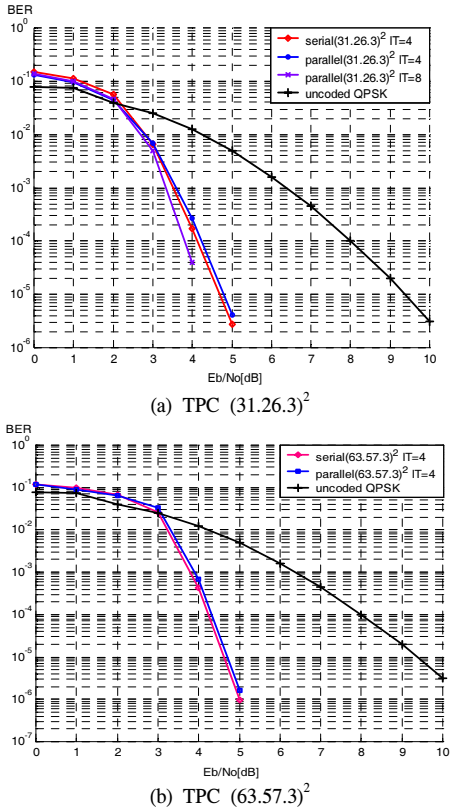 BER
serial(31.26.3)² IT=4
parallel(31.26.3)² IT=4
parallel(31.26.3)² IT=8
uncoded QPSK
10⁰
10⁻¹
10⁻²
10⁻³
10⁻⁴
10⁻⁵
10⁻⁶
0 1 2 3 4 5 6 7 8 9 10
Eb/No[dB]
(a) TPC (31.26.3)²
BER
serial(63.57.3)² IT=4
parallel(63.57.3)² IT=4
uncoded QPSK
10⁰
10⁻¹
10⁻²
10⁻³
10⁻⁴
10⁻⁵
10⁻⁶
10⁻⁷
0 1 2 3 4 5 6 7 8 9 10
Eb/No[dB]
(b) TPC (63.57.3)²